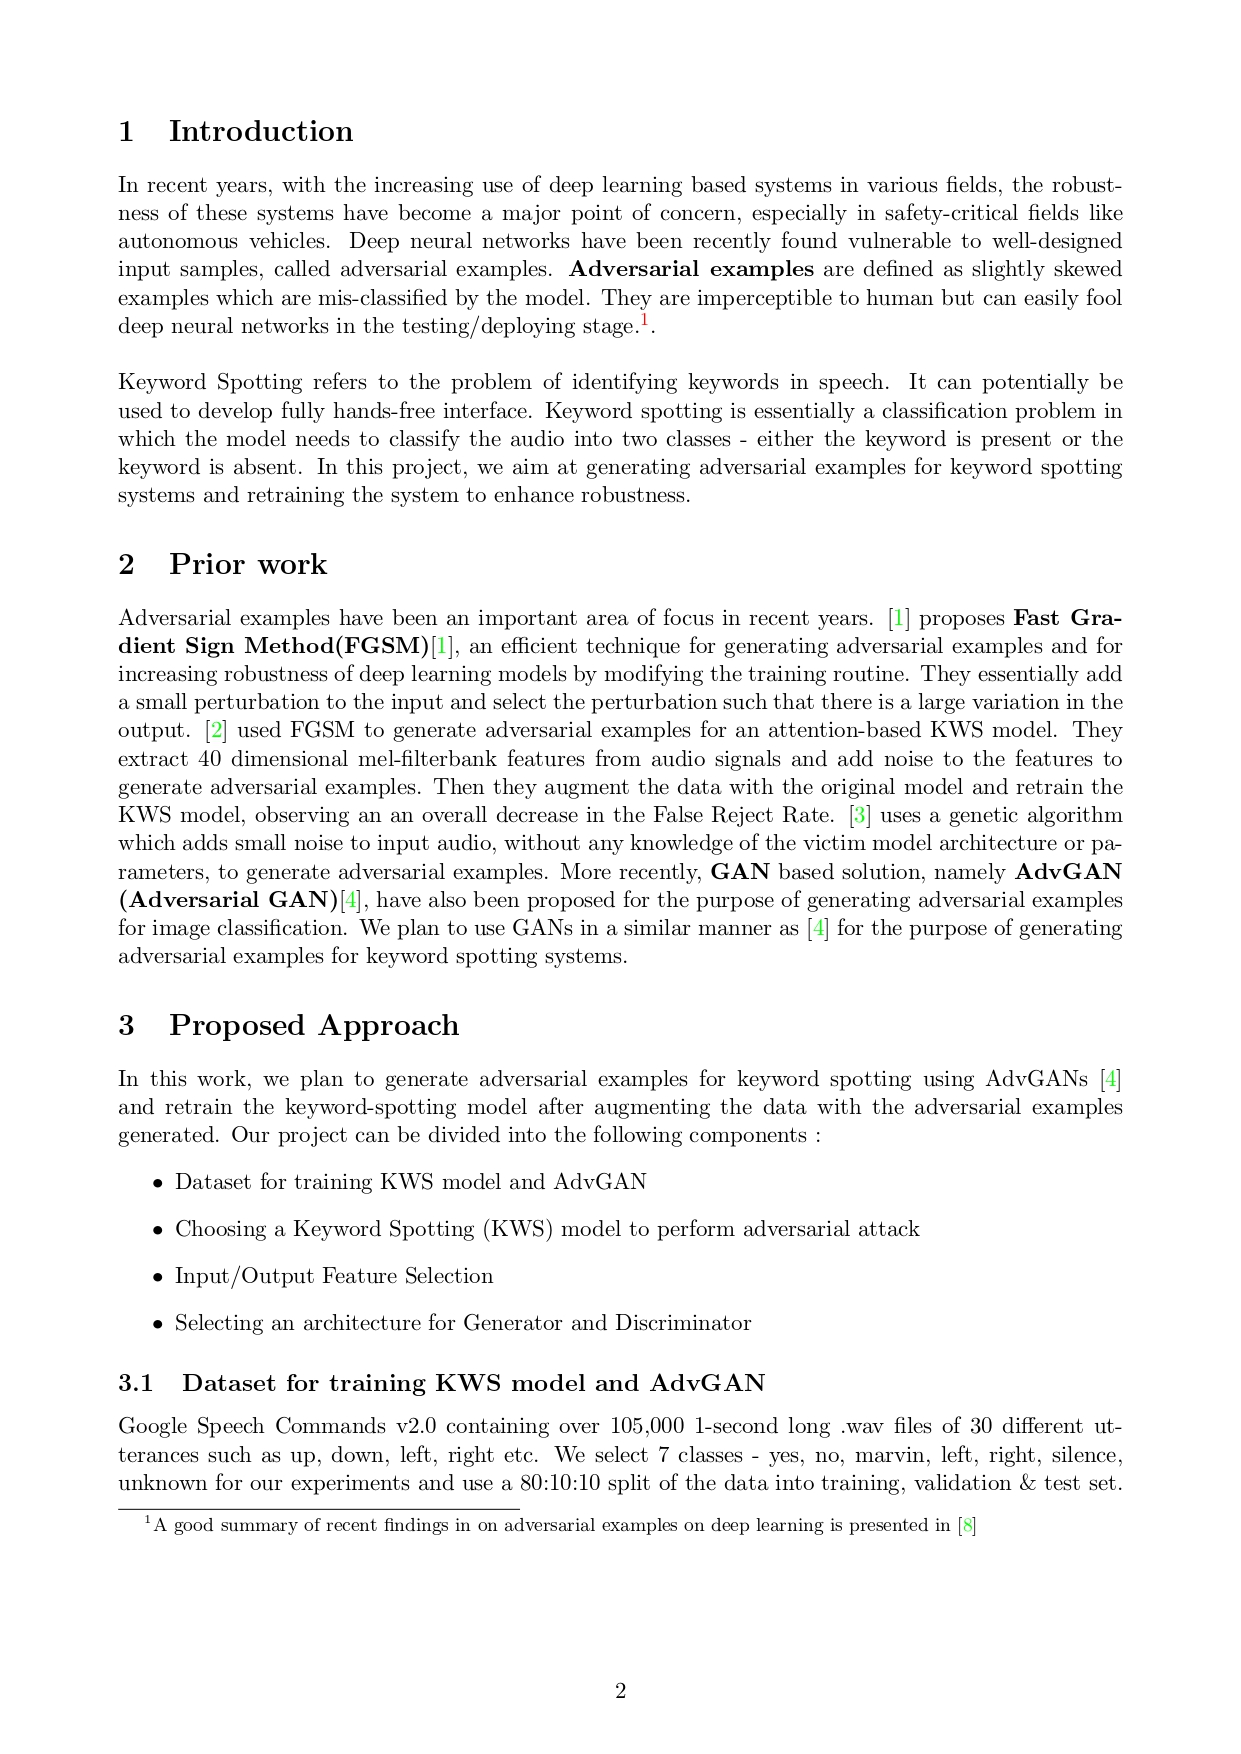 1 Introduction
In recent years, with the increasing use of deep learning based systems in various fields, the robust-
ness of these systems have become a major point of concern, especially in safety-critical fields like
autonomous vehicles. Deep neural networks have been recently found vulnerable to well-designed
input samples, called adversarial examples. Adversarial examples are defined as slightly skewed
examples which are mis-classified by the model. They are imperceptible to human but can easily fool
deep neural networks in the testing/deploying stage.1.
Keyword Spotting refers to the problem of identifying keywords in speech. It can potentially be
used to develop fully hands-free interface. Keyword spotting is essentially a classification problem in
which the model needs to classify the audio into two classes - either the keyword is present or the
keyword is absent. In this project, we aim at generating adversarial examples for keyword spotting
systems and retraining the system to enhance robustness.
2 Prior work
Adversarial examples have been an important area of focus in recent years. [1] proposes Fast Gra-
dient Sign Method(FGSM)[1], an efficient technique for generating adversarial examples and for
increasing robustness of deep learning models by modifying the training routine. They essentially add
a small perturbation to the input and select the perturbation such that there is a large variation in the
output. [2] used FGSM to generate adversarial examples for an attention-based KWS model. They
extract 40 dimensional mel-filterbank features from audio signals and add noise to the features to
generate adversarial examples. Then they augment the data with the original model and retrain the
KWS model, observing an an overall decrease in the False Reject Rate. [3] uses a genetic algorithm
which adds small noise to input audio, without any knowledge of the victim model architecture or pa-
rameters, to generate adversarial examples. More recently, GAN based solution, namely AdvGAN
(Adversarial GAN)[4], have also been proposed for the purpose of generating adversarial examples
for image classification. We plan to use GANs in a similar manner as [4] for the purpose of generating
adversarial examples for keyword spotting systems.
3 Proposed Approach
In this work, we plan to generate adversarial examples for keyword spotting using AdvGANs [4]
and retrain the keyword-spotting model after augmenting the data with the adversarial examples
generated. Our project can be divided into the following components :
• Dataset for training KWS model and AdvGAN
• Choosing a Keyword Spotting (KWS) model to perform adversarial attack
• Input/Output Feature Selection
• Selecting an architecture for Generator and Discriminator
3.1 Dataset for training KWS model and AdvGAN
Google Speech Commands v2.0 containing over 105,000 1-second long .wav files of 30 different ut-
terances such as up, down, left, right etc. We select 7 classes - yes, no, marvin, left, right, silence,
unknown for our experiments and use a 80:10:10 split of the data into training, validation & test set.
1A good summary of recent findings in on adversarial examples on deep learning is presented in [8]
2